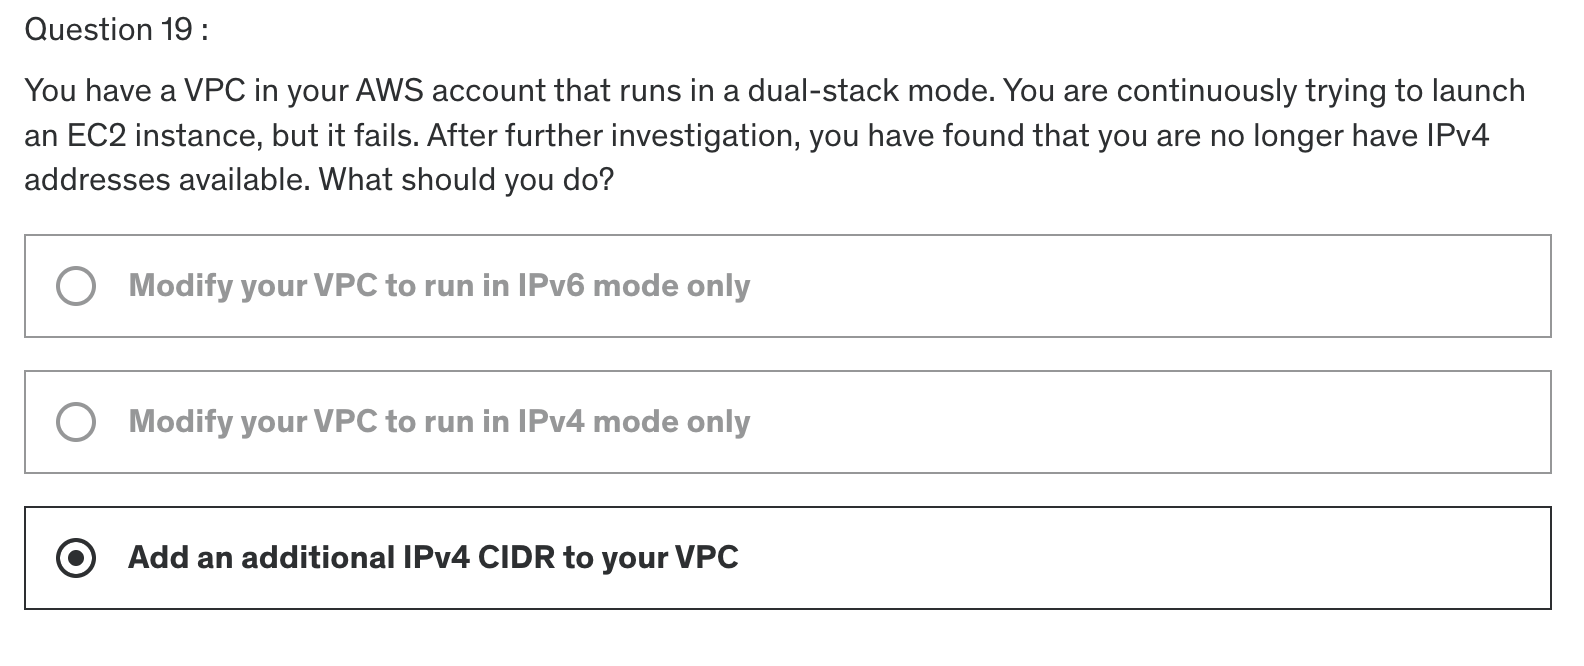 Question 19 :
You have a VPC in your AWS account that runs in a dual-stack mode. You are continuously trying to launch
an EC2 instance, but it fails. After further investigation, you have found that you are no longer have IPv4
addresses available. What should you do?
Modify your VPC to run in IPv6 mode only
Modify your VPC to run in IPv4 mode only
Add an additional IPv4 CIDR to your VPC